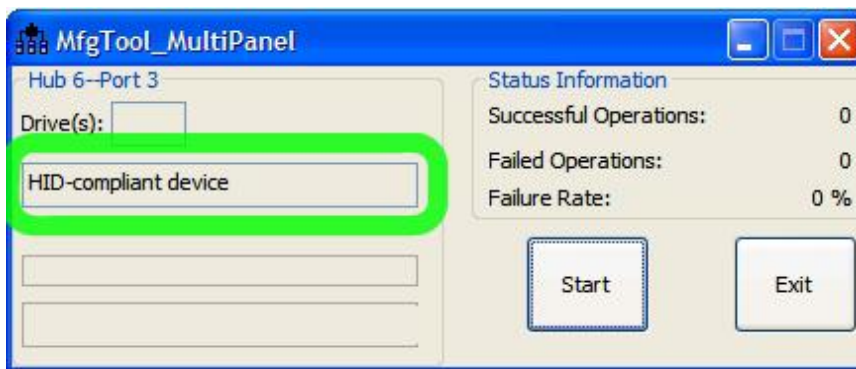 MfgTool_MultiPanel
Hub 6--Port 3
Drive(s):
HID-compliant device
Status Information
Successful Operations: 0
Failed Operations: 0
Failure Rate: 0 %
Start
Exit